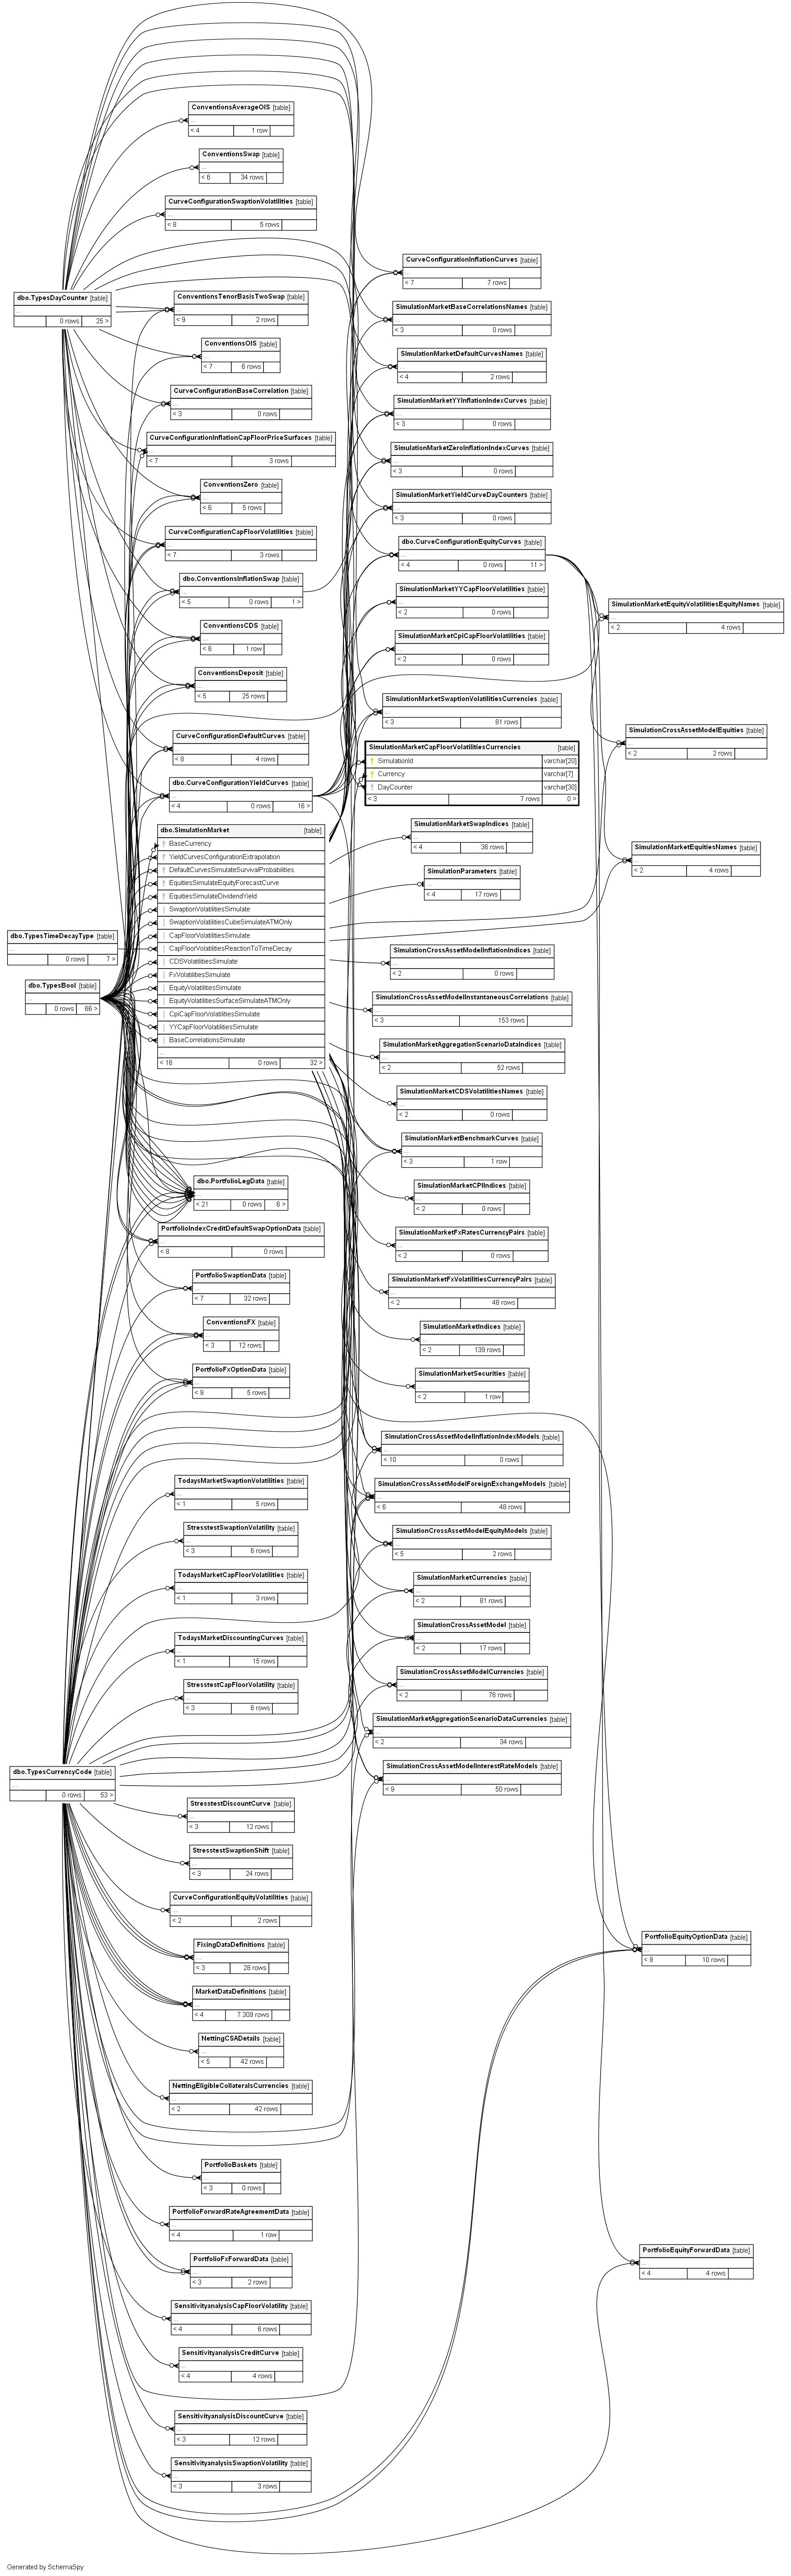 ConventionsAverageOIS [table]
...
< 4 1 row
ConventionsSwap [table]
...
< 6 34 rows
CurveConfigurationSwaptionVolatilities [table]
...
< 8 5 rows
dbo.TypesDayCounter [table]
...
0 rows 25 >
ConventionsTenorBasisTwoSwap [table]
...
< 9 2 rows
ConventionsOIS [table]
...
< 7 6 rows
CurveConfigurationBaseCorrelation [table]
...
< 3 0 rows
CurveConfigurationInflationCapFloorPriceSurfaces [table]
...
< 7 3 rows
ConventionsZero [table]
...
< 6 5 rows
CurveConfigurationCapFloorVolatilities [table]
...
< 7 3 rows
dbo.ConventionsInflationSwap [table]
...
< 5 0 rows 1 >
ConventionsCDS [table]
...
< 6 1 row
ConventionsDeposit [table]
...
< 5 25 rows
CurveConfigurationDefaultCurves [table]
...
< 8 4 rows
dbo.CurveConfigurationYieldCurves [table]
...
< 4 0 rows 16 >
dbo.SimulationMarket [table]
BaseCurrency
YieldCurvesConfigurationExtrapolation
DefaultCurvesSimulateSurvivalProbabilities
EquitiesSimulateEquityForecastCurve
EquitiesSimulateDividendYield
SwaptionVolatilitiesSimulate
SwaptionVolatilitiesCubeSimulateATMOnly
CapFloorVolatilitiesSimulate
CapFloorVolatilitiesReactionToTimeDecay
CDSVolatilitiesSimulate
FxVolatilitiesSimulate
EquityVolatilitiesSimulate
EquityVolatilitiesSurfaceSimulateATMOnly
CpiCapFloorVolatilitiesSimulate
YYCapFloorVolatilitiesSimulate
BaseCorrelationsSimulate
...
< 16 0 rows 32 >
dbo.TypesTimeDecayType [table]
...
0 rows 7 >
dbo.TypesBool [table]
...
0 rows 66 >
dbo.PortfolioLegData [table]
...
< 21 0 rows 6 >
PortfolioIndexCreditDefaultSwapOptionData [table]
...
< 8 0 rows
PortfolioSwaptionData [table]
...
< 7 32 rows
ConventionsFX [table]
...
< 3 12 rows
PortfolioFxOptionData [table]
...
< 9 5 rows
TodaysMarketSwaptionVolatilities [table]
...
< 1 5 rows
StresstestSwaptionVolatility [table]
...
< 3 6 rows
TodaysMarketCapFloorVolatilities [table]
...
< 1 3 rows
TodaysMarketDiscountingCurves [table]
...
< 1 15 rows
StresstestCapFloorVolatility [table]
...
< 3 6 rows
dbo.TypesCurrencyCode [table]
...
0 rows 53 >
StresstestDiscountCurve [table]
...
< 3 12 rows
StresstestSwaptionShift [table]
...
< 3 24 rows
CurveConfigurationEquityVolatilities [table]
...
< 2 2 rows
FixingDataDefinitions [table]
...
< 3 28 rows
MarketDataDefinitions [table]
...
< 4 7.309 rows
NettingCSADetails [table]
...
< 5 42 rows
NettingEligibleCollateralsCurrencies [table]
...
< 2 42 rows
PortfolioBaskets [table]
...
< 3 0 rows
PortfolioForwardRateAgreementData [table]
...
< 4 1 row
PortfolioFxForwardData [table]
...
< 3 2 rows
SensitivityanalysisCapFloorVolatility [table]
...
< 4 6 rows
SensitivityanalysisCreditCurve [table]
...
< 4 4 rows
SensitivityanalysisDiscountCurve [table]
...
< 3 12 rows
SensitivityanalysisSwaptionVolatility [table]
...
< 3 3 rows
CurveConfigurationInflationCurves [table]
...
< 7 7 rows
SimulationMarketBaseCorrelationsNames [table]
...
< 3 0 rows
SimulationMarketDefaultCurvesNames [table]
...
< 4 2 rows
SimulationMarketYYInflationIndexCurves [table]
...
< 3 0 rows
SimulationMarketZeroInflationIndexCurves [table]
...
< 3 0 rows
SimulationMarketYieldCurveDayCounters [table]
...
< 3 0 rows
dbo.CurveConfigurationEquityCurves [table]
...
< 4 0 rows 11 >
SimulationMarketYYCapFloorVolatilities [table]
...
< 2 0 rows
SimulationMarketCpiCapFloorVolatilities [table]
...
< 2 0 rows
SimulationMarketSwaptionVolatilitiesCurrencies [table]
...
< 3 81 rows
SimulationMarketCapFloorVolatilitiesCurrencies [table]
SimulationId varchar[20]
Currency varchar[7]
DayCounter varchar[30]
< 3 7 rows 0 >
SimulationMarketSwapIndices [table]
...
< 4 36 rows
SimulationParameters [table]
...
< 4 17 rows
SimulationCrossAssetModelInflationIndices [table]
...
< 2 0 rows
SimulationCrossAssetModelInstantaneousCorrelations [table]
...
< 3 153 rows
SimulationMarketAggregationScenarioDataIndices [table]
...
< 2 52 rows
SimulationMarketCDSVolatilitiesNames [table]
...
< 2 0 rows
SimulationMarketBenchmarkCurves [table]
...
< 3 1 row
SimulationMarketCPIIndices [table]
...
< 2 0 rows
SimulationMarketFxRatesCurrencyPairs [table]
...
< 2 0 rows
SimulationMarketFxVolatilitiesCurrencyPairs [table]
...
< 2 48 rows
SimulationMarketIndices [table]
...
< 2 139 rows
SimulationMarketSecurities [table]
...
< 2 1 row
SimulationCrossAssetModelInflationIndexModels [table]
...
< 10 0 rows
SimulationCrossAssetModelForeignExchangeModels [table]
...
< 6 48 rows
SimulationCrossAssetModelEquityModels [table]
...
< 5 2 rows
SimulationMarketCurrencies [table]
...
< 2 81 rows
SimulationCrossAssetModel [table]
...
< 2 17 rows
SimulationCrossAssetModelCurrencies [table]
...
< 2 76 rows
SimulationMarketAggregationScenarioDataCurrencies [table]
...
< 2 34 rows
SimulationCrossAssetModelInterestRateModels [table]
...
< 9 50 rows
SimulationMarketEquityVolatilitiesEquityNames [table]
...
< 2 4 rows
SimulationCrossAssetModelEquities [table]
...
< 2 2 rows
SimulationMarketEquitiesNames [table]
...
< 2 4 rows
PortfolioEquityOptionData [table]
...
< 9 10 rows
PortfolioEquityForwardData [table]
...
< 4 4 rows
Generated by SchemaSpy